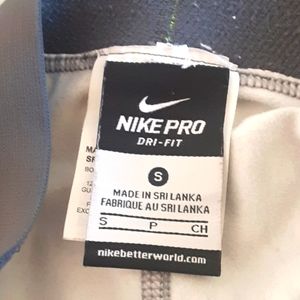 NIKE PRO
DRI-FIT
S
MADE IN SRI LANKA
FABRIQUE AU SRI LANKA
S P CH
nikebetterworld.com